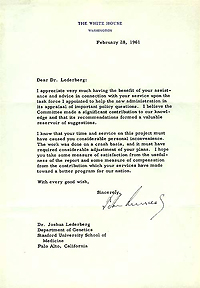 THE WHITE HOUSE
WASHINGTON
February 28, 1961
Dear Dr. Lederberg:
I appreciate very much having the benefit of your assist-
ance and advice in connection with your service upon the
task force I appointed to help the new administration in
its appraisal of important policy questions. I believe the
Committee made a significant contribution to our knowl-
edge and that its recommendations formed a valuable
reservoir of suggestions.
I know that your time and service on this project must
have caused you considerable personal inconvenience.
The work was done on a crash basis, and it must have
required considerable adjustment of your plans. I hope
you take some measure of satisfaction from the useful-
ness of the report and some measure of compensation
from the contribution which your services have made
toward a better program for our nation.
With every good wish,
Sincerely,
Dr. Joshua Lederberg
Department of Genetics
Stanford University School of
Medicine
Palo Alto, California